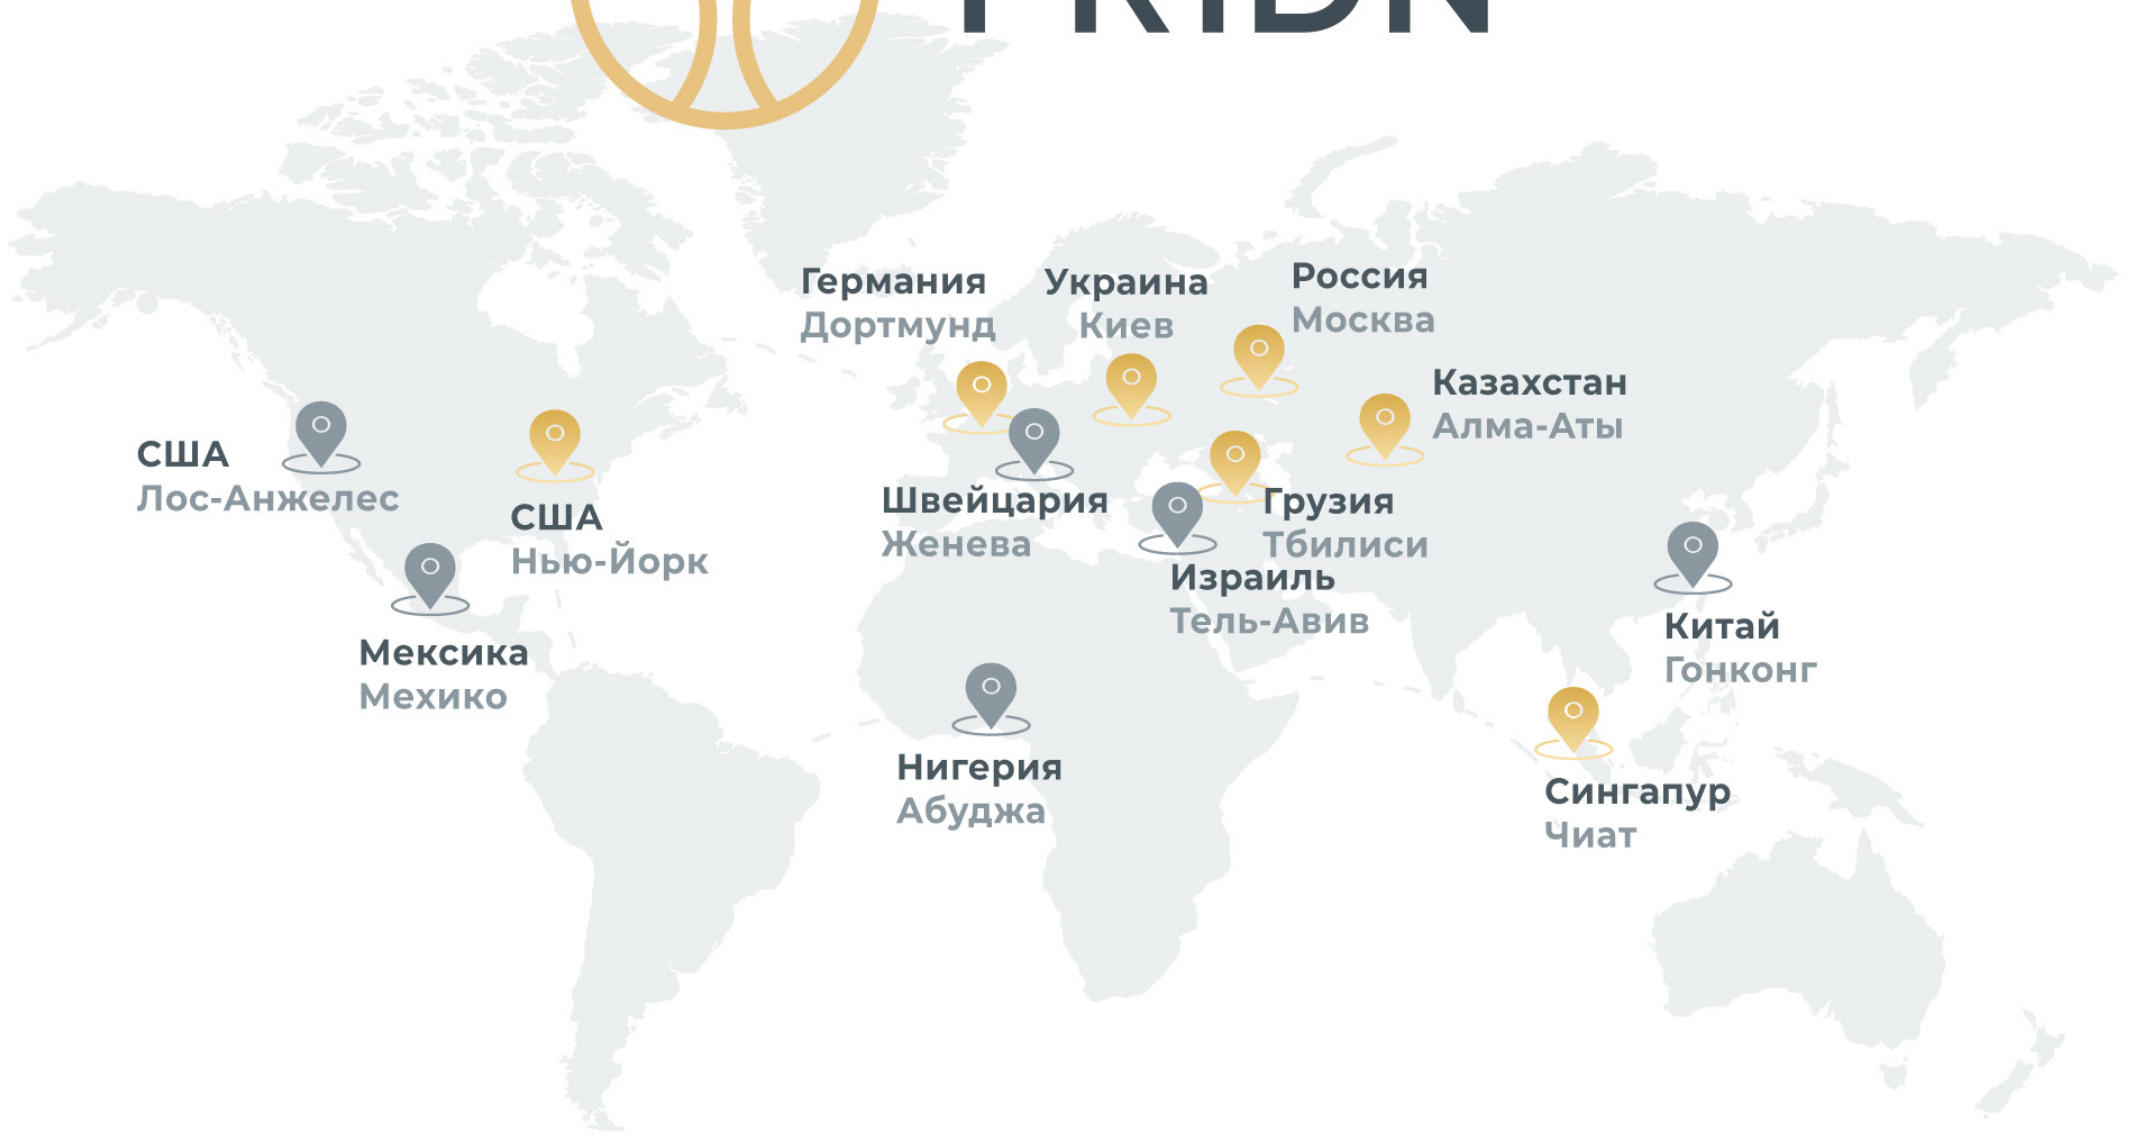 Германия
Дортмунд
Украина
Киев
Россия
Москва
Казахстан
Алма-Аты
США
Лос-Анжелес
США
Нью-Йорк
Швейцария
Женева
Грузия
Тбилиси
Израиль
Тель-Авив
Мексика
Мехико
Китай
Гонконг
Нигерия
Абуджа
Сингапур
Чиат